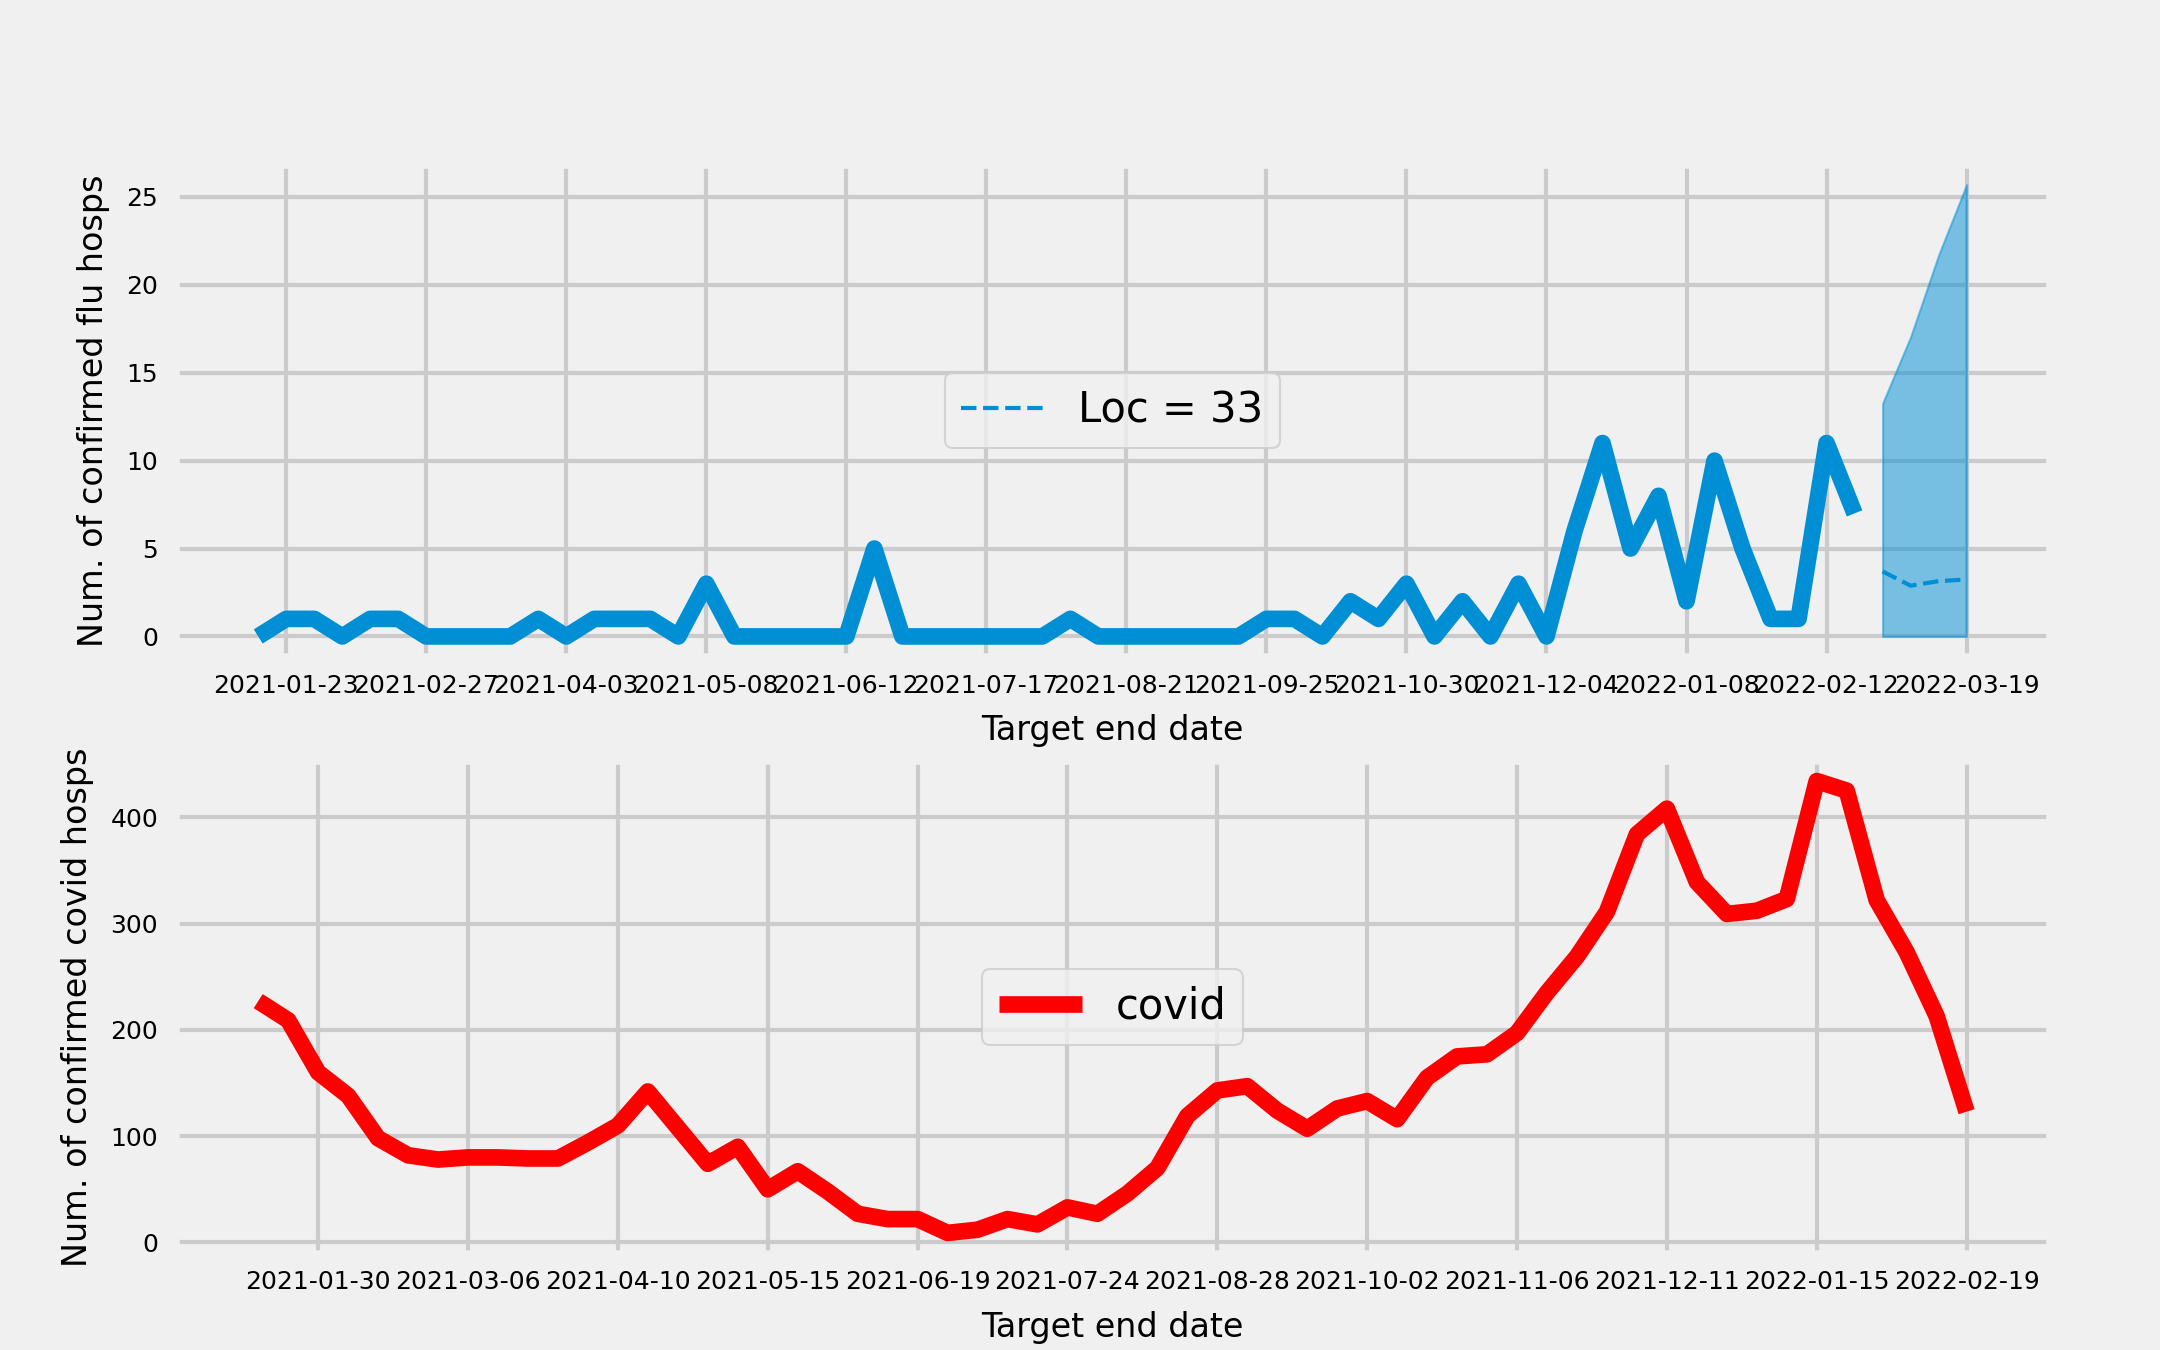 Num. of confirmed flu hosps
25
20
15
10
5
0
Loc = 33
2021-01-23 2021-02-27 2021-04-03 2021-05-08 2021-06-12 2021-07-17 2021-08-21 2021-09-25 2021-10-30 2021-12-04 2022-01-08 2022-02-12 2022-03-19
Target end date
Num. of confirmed covid hosps
400
300
200
100
0
covid
2021-01-30 2021-03-06 2021-04-10 2021-05-15 2021-06-19 2021-07-24 2021-08-28 2021-10-02 2021-11-06 2021-12-11 2022-01-15 2022-02-19
Target end date